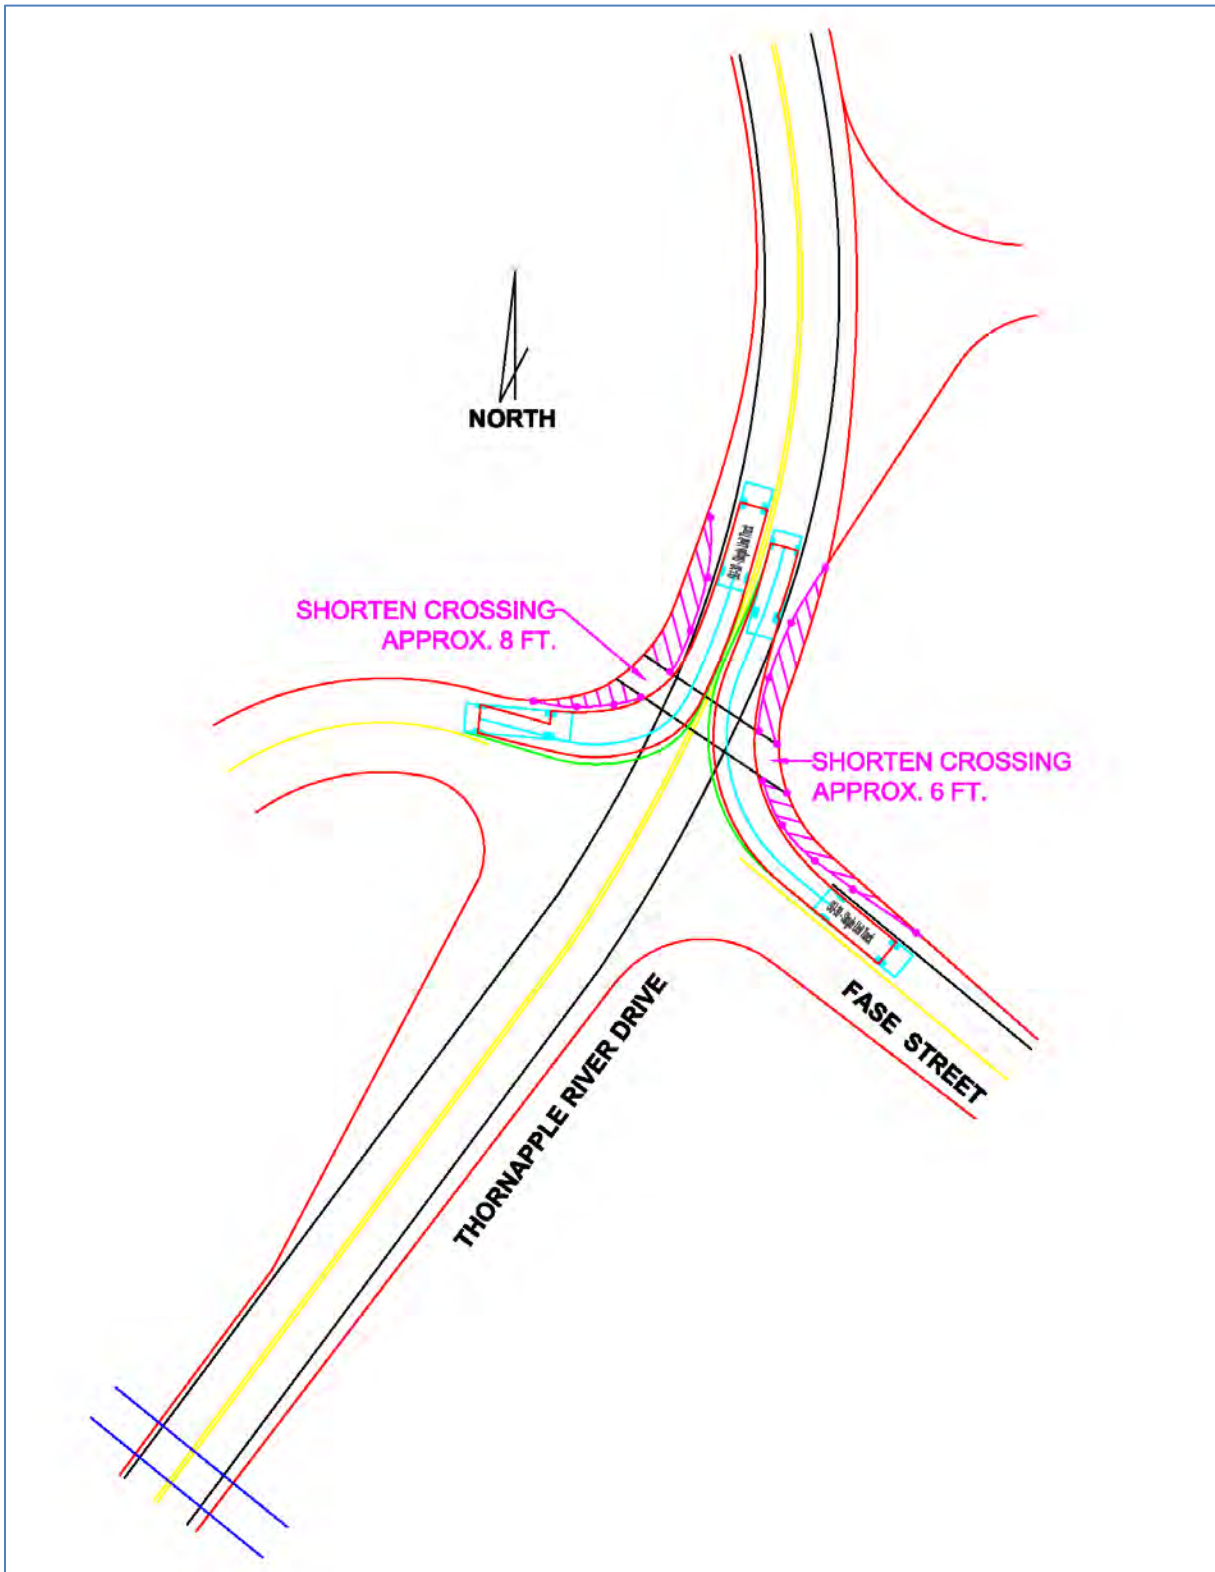 NORTH
SHORTEN CROSSING
APPROX. 8 FT.
SHORTEN CROSSING
APPROX. 6 FT.
FASE STREET
THORNAPPLE RIVER DRIVE